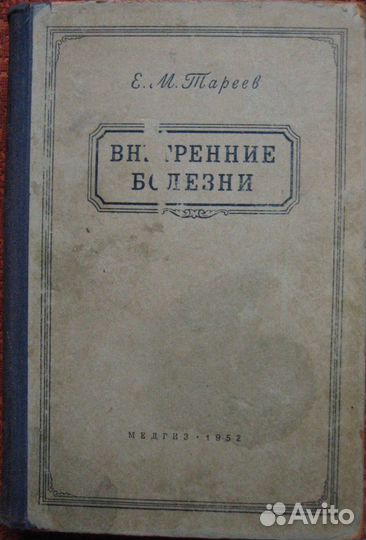 Е. М. Тареев
ВНУТРЕННИЕ
БОЛЕЗНИ
МЕДГИЗ · 1952
Avito